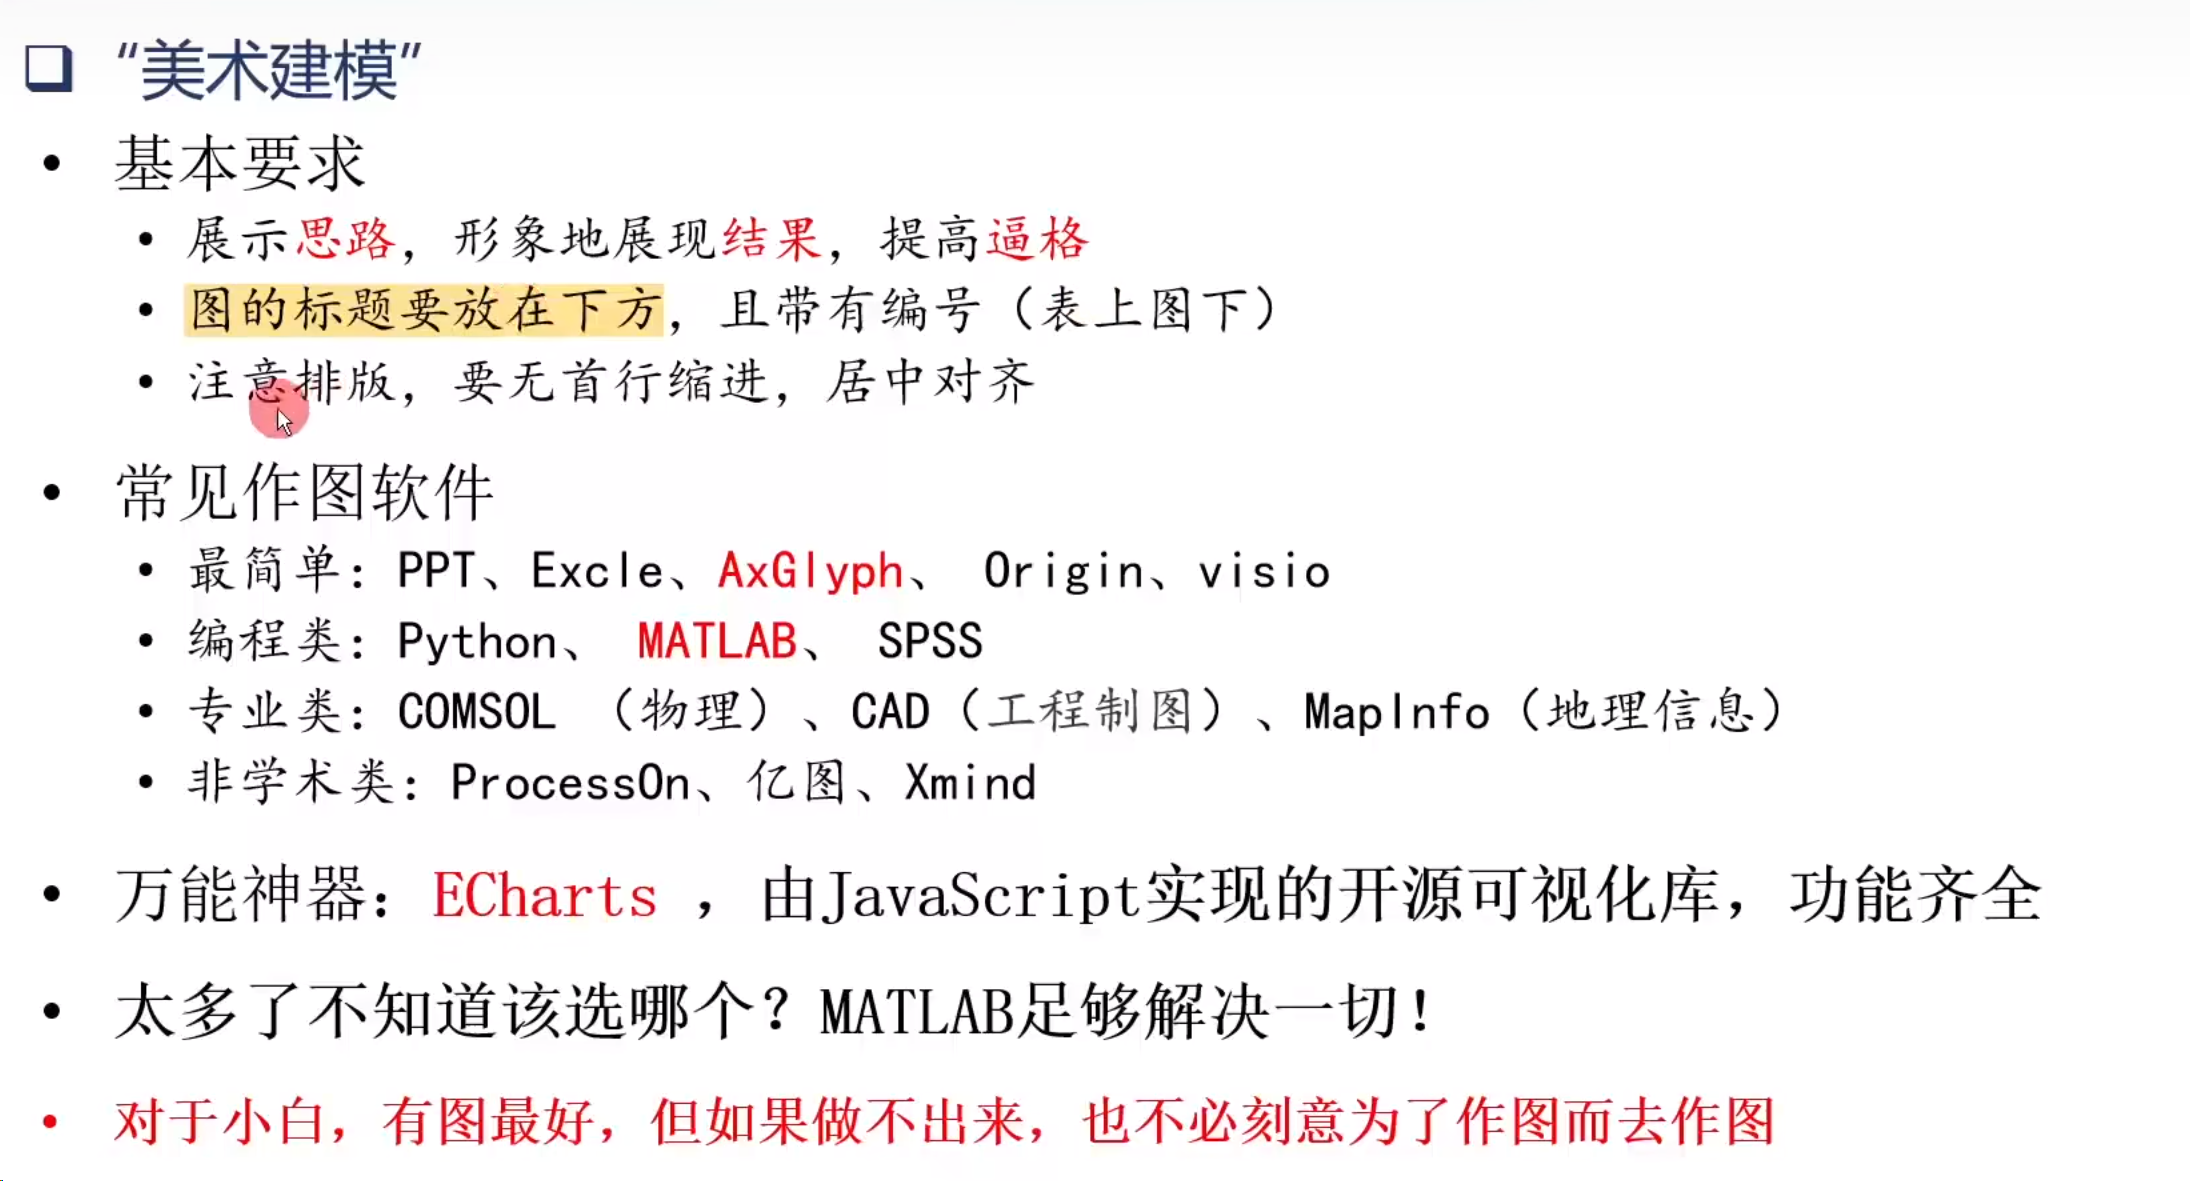 “美术建模”
基本要求
展示思路，形象地展现结果，提高逼格
图的标题要放在下方，且带有编号（表上图下）
注意排版，要无首行缩进，居中对齐
常见作图软件
最简单：PPT、Excle、AxGlyph、 Origin、visio
编程类：Python、 MATLAB、 SPSS
专业类：COMSOL （物理）、CAD（工程制图）、MapInfo（地理信息）
非学术类：ProcessOn、亿图、Xmind
万能神器：ECharts ，由JavaScript实现的开源可视化库，功能齐全
太多了不知道该选哪个？MATLAB足够解决一切！
对于小白，有图最好，但如果做不出来，也不必刻意为了作图而去作图